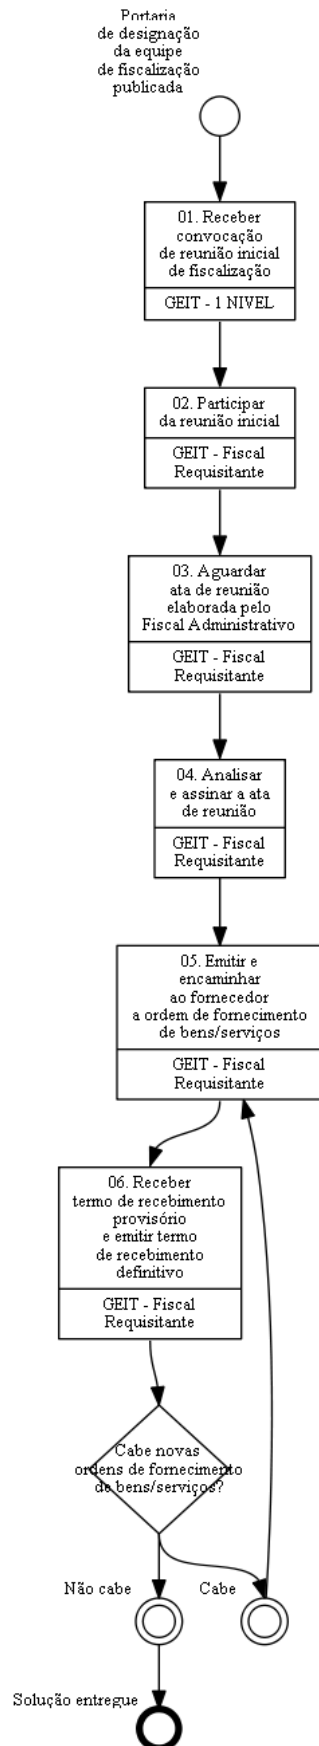 Portaria
de designação
da equipe
de fiscalização
publicada
01. Receber
convocação
de reunião inicial
de fiscalização
GEIT - 1 NIVEL
02. Participar
da reunião inicial
GEIT - Fiscal
Requisitante
03. Aguardar
ata de reunião
elaborada pelo
Fiscal Administrativo
GEIT - Fiscal
Requisitante
04. Analisar
e assinar a ata
de reunião
GEIT - Fiscal
Requisitante
05. Emitir e
encaminhar
ao fornecedor
a ordem de fornecimento
de bens/serviços
GEIT - Fiscal
Requisitante
06. Receber
termo de recebimento
provisório
e emitir termo
de recebimento
definitivo
GEIT - Fiscal
Requisitante
Cabe novas
ordens de fornecimento
de bens/serviços?
Não cabe
Cabe
Solução entregue